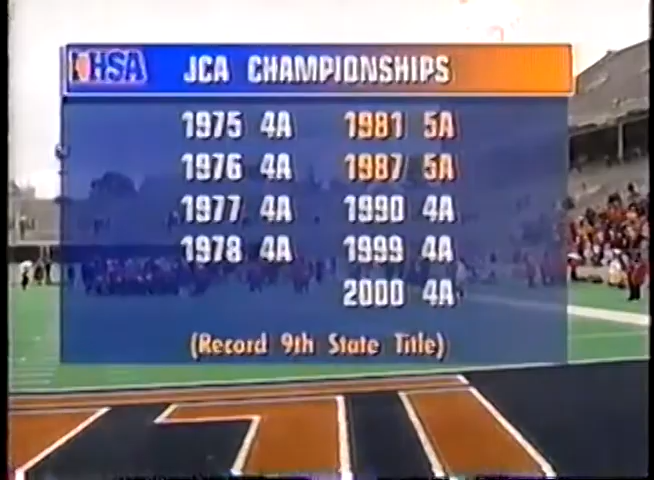 IHSA JCA CHAMPIONSHIPS
1975 4A 1981 5A
1976 4A 1987 5A
1977 4A 1990 4A
1978 4A 1999 4A
2000 4A
(Record 9th State Title)